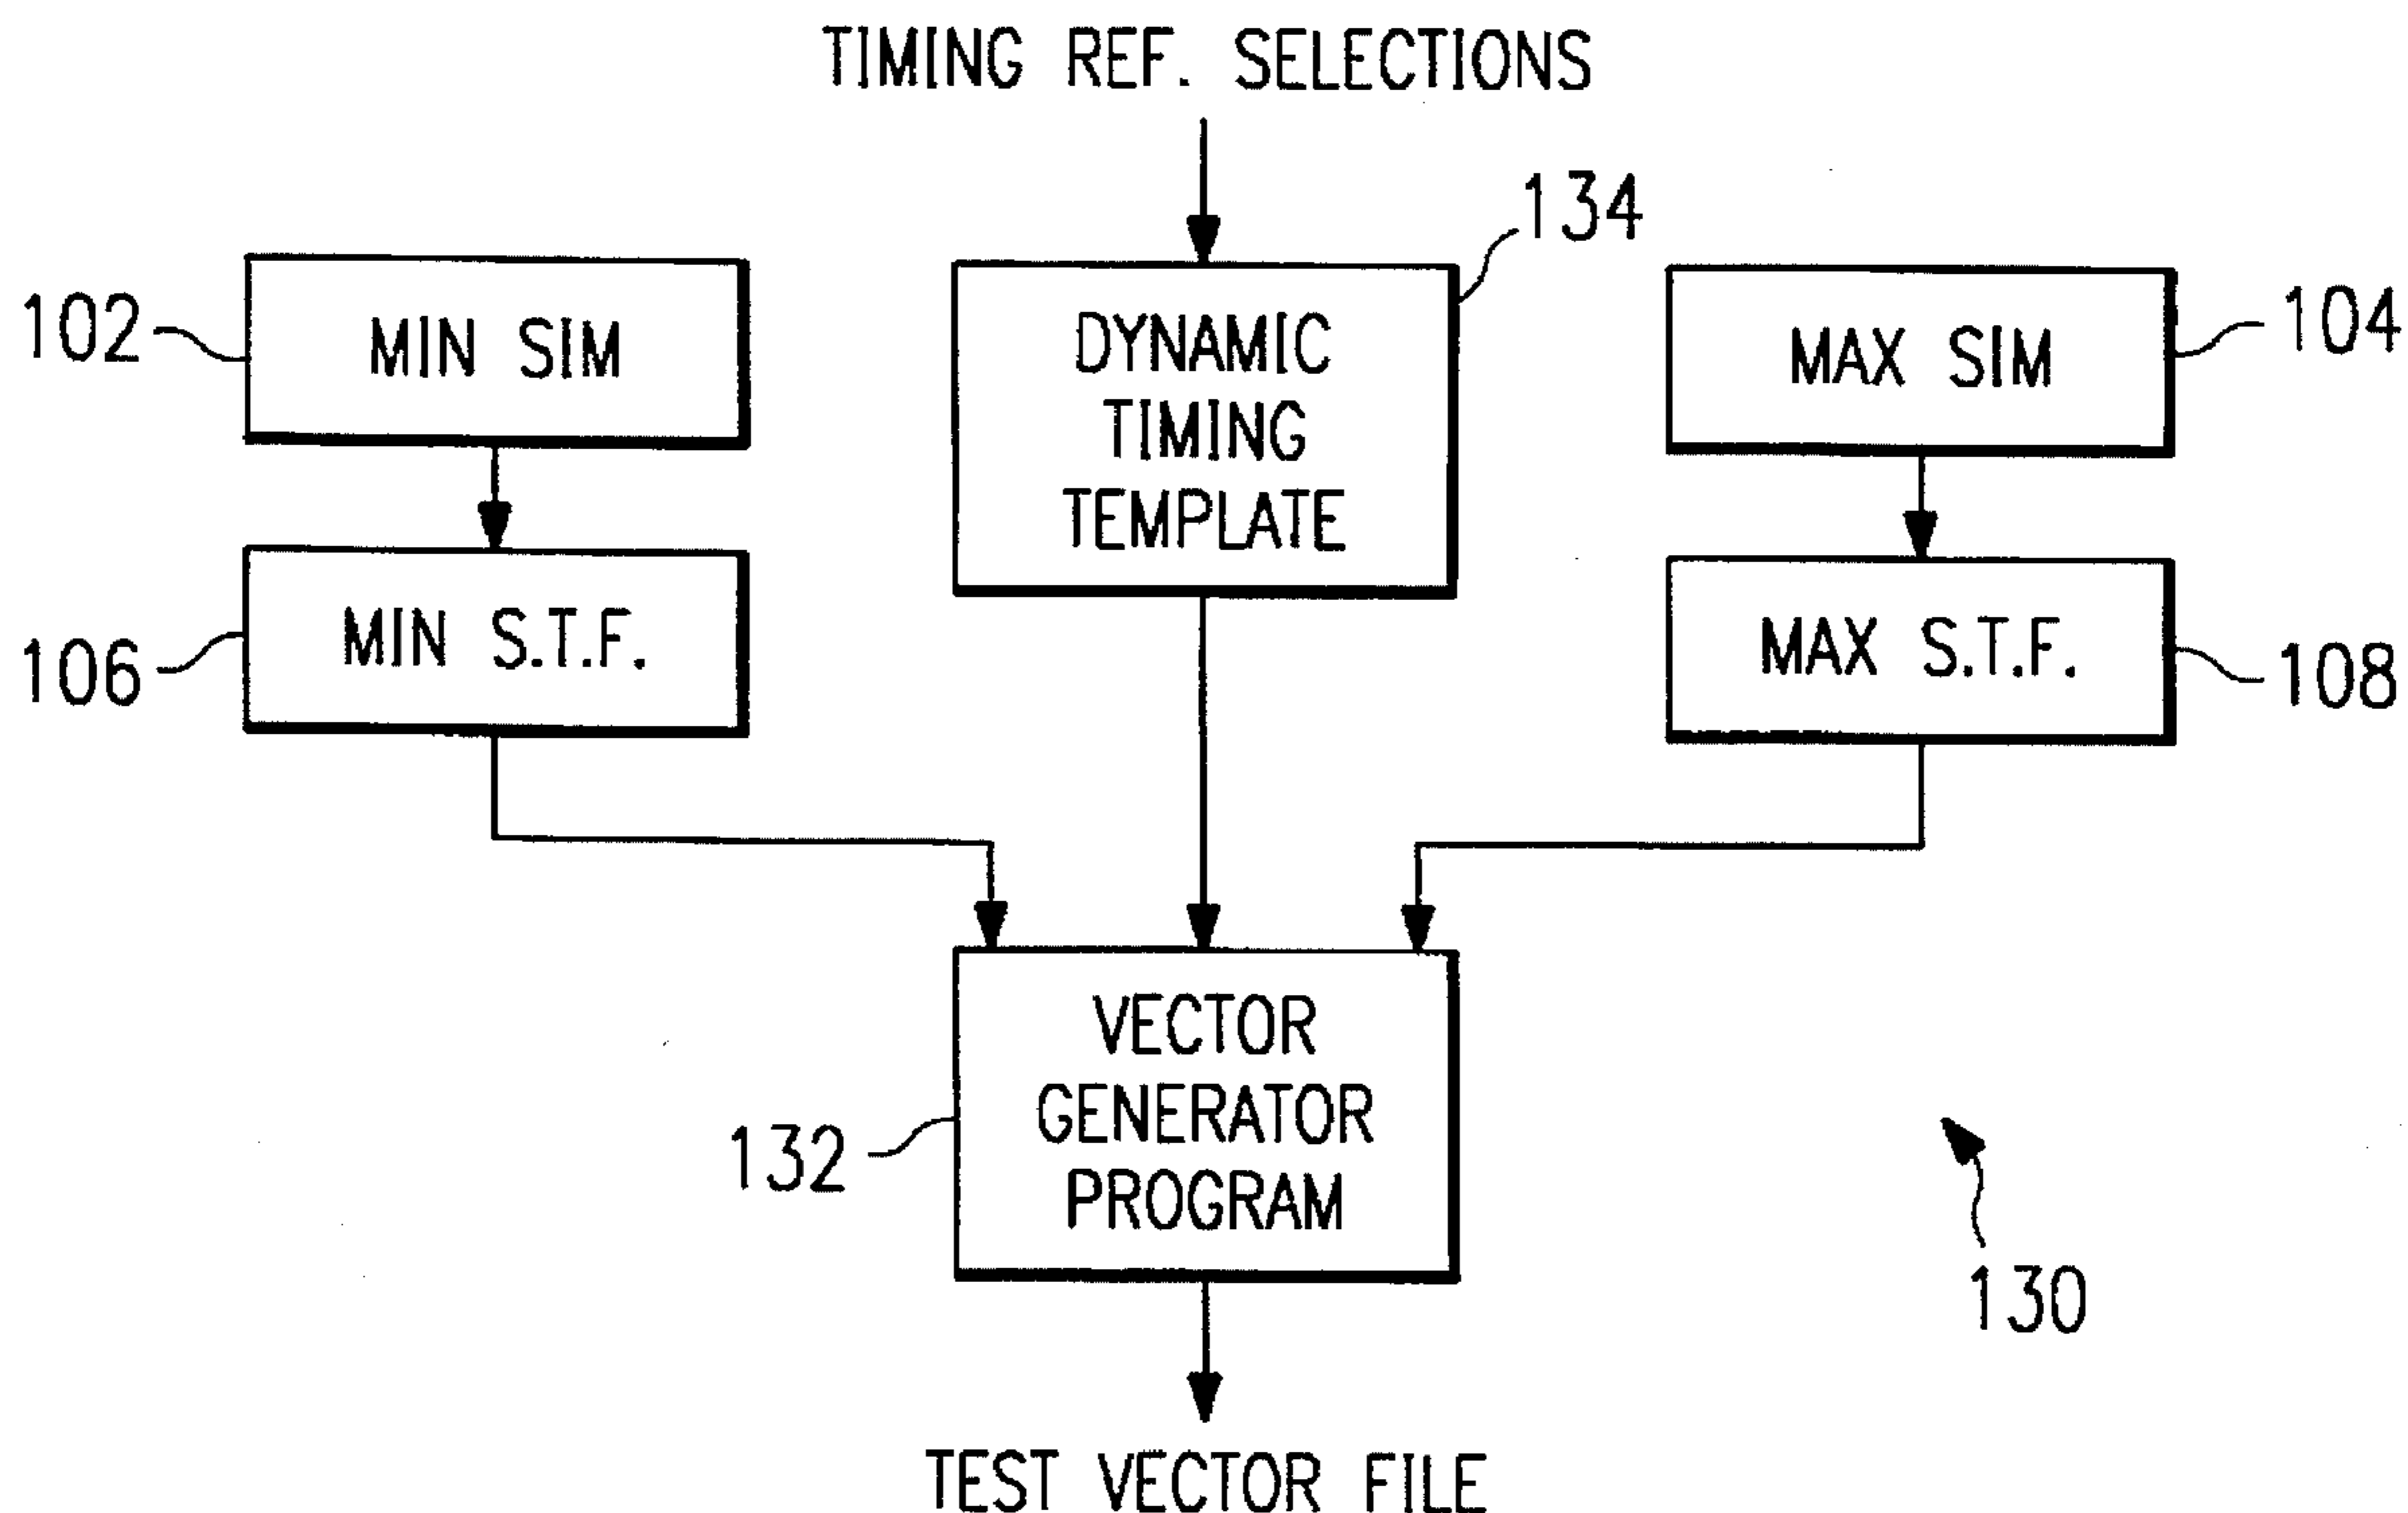 TIMING REF. SELECTIONS
134
102
MIN SIM
DYNAMIC
TIMING
TEMPLATE
MAX SIM
104
106
MIN S.T.F.
MAX S.T.F.
108
132
VECTOR
GENERATOR
PROGRAM
130
TEST VECTOR FILE